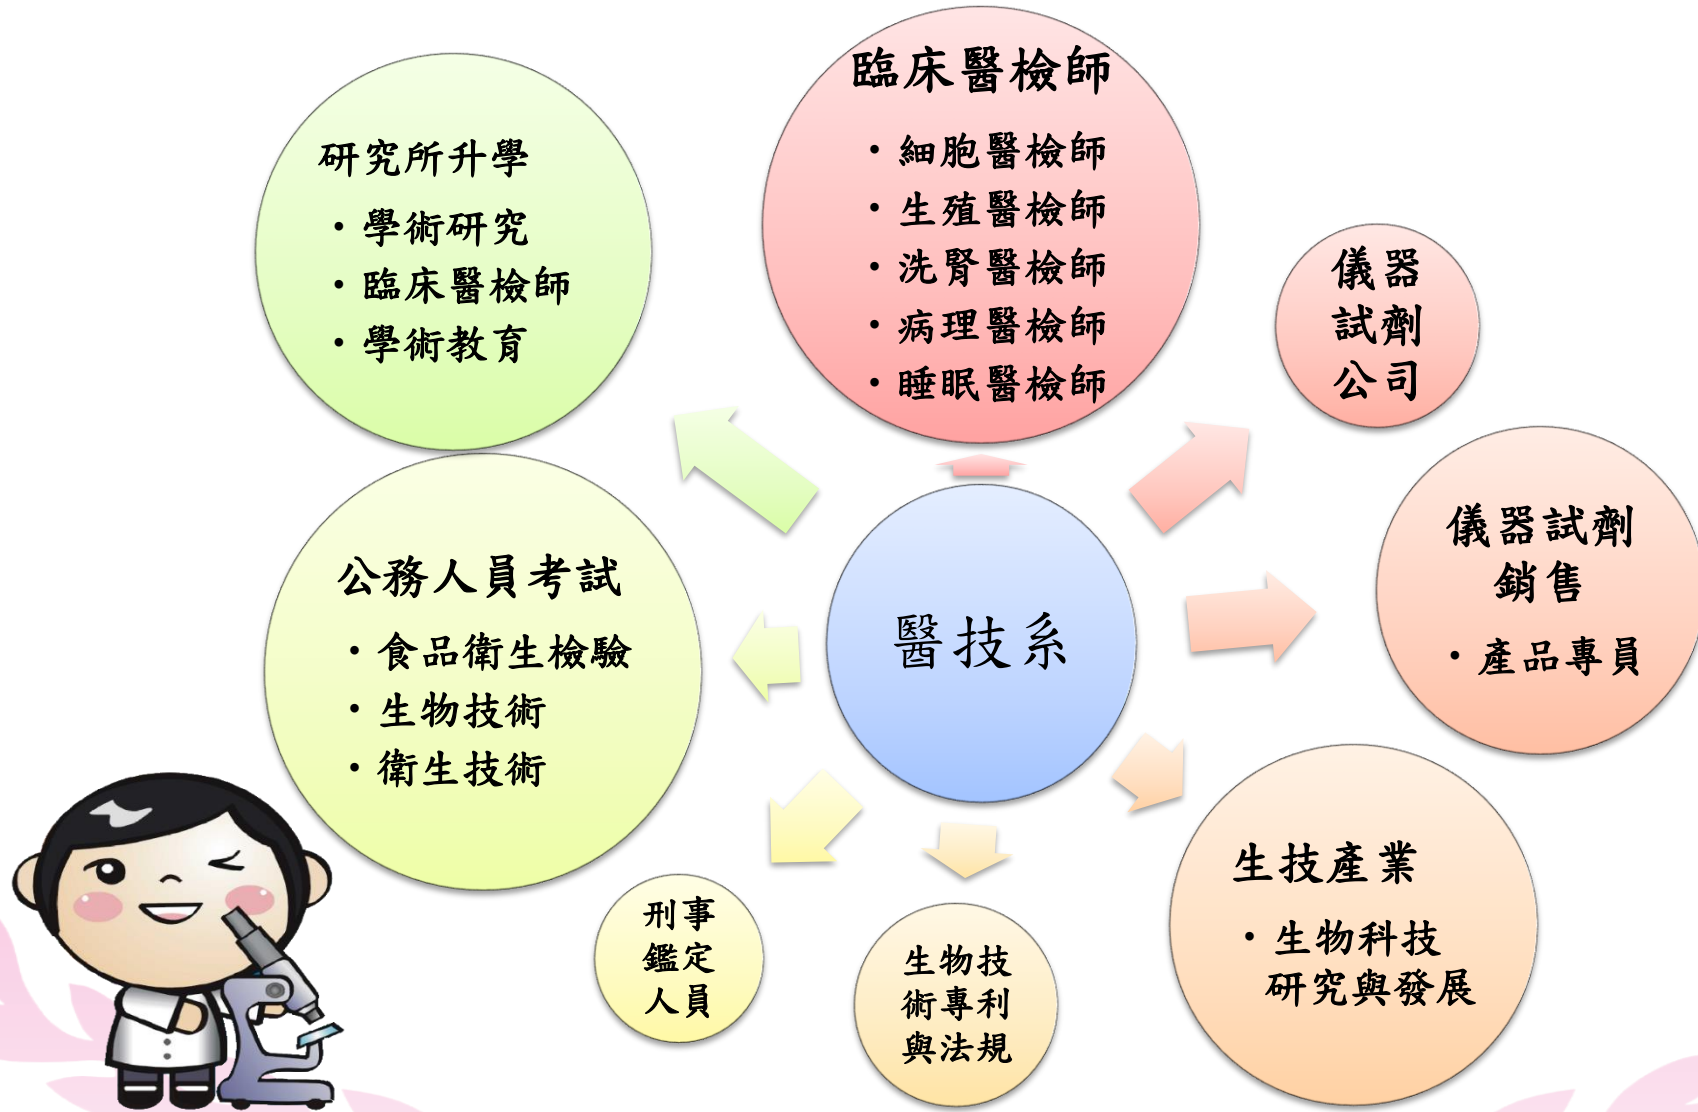 臨床醫檢師
・細胞醫檢師
・生殖醫檢師
・洗腎醫檢師
・病理醫檢師
・睡眠醫檢師
儀器
試劑
公司
儀器試劑
銷售
・產品專員
生技產業
・生物科技
研究與發展
生物技
術專利
與法規
刑事
鑑定
人員
公務人員考試
・食品衛生檢驗
・生物技術
・衛生技術
研究所升學
・學術研究
・臨床醫檢師
・學術教育
醫技系